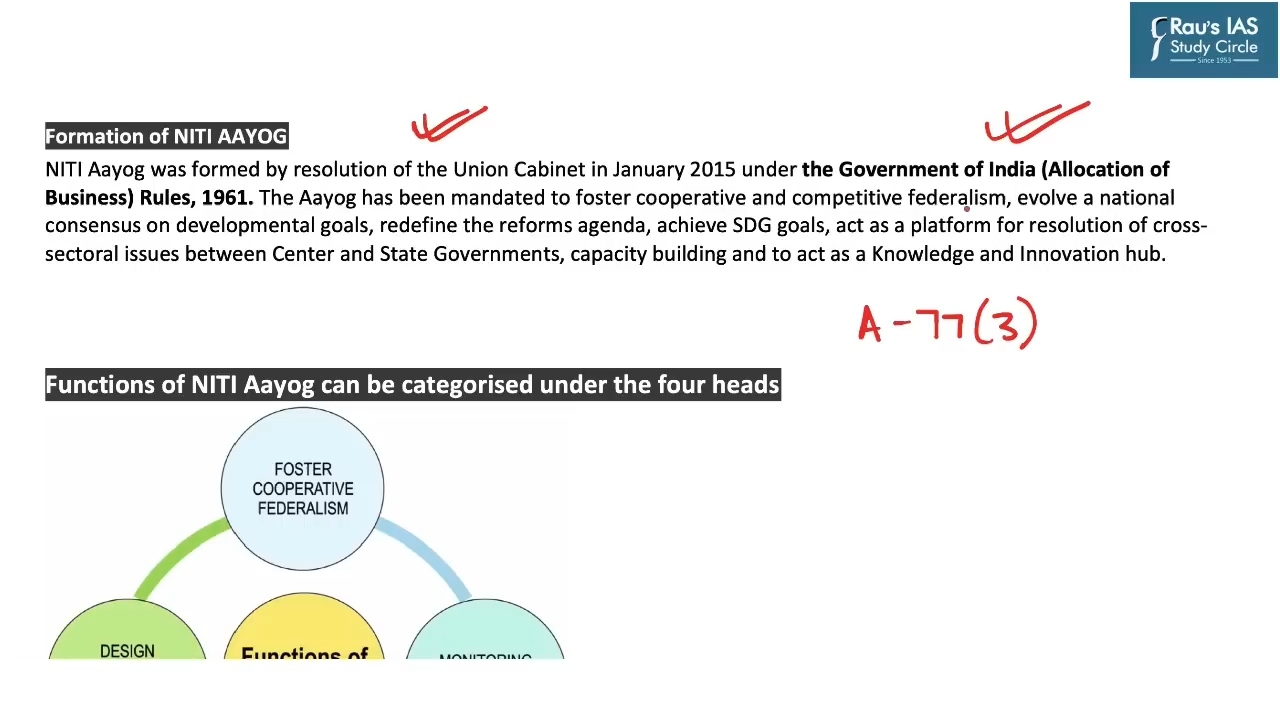 Rau's IAS
Study Circle
Since 1953
Formation of NITI AAYOG
NITI Aayog was formed by resolution of the Union Cabinet in January 2015 under the Government of India (Allocation of
Business) Rules, 1961. The Aayog has been mandated to foster cooperative and competitive federalism, evolve a national
consensus on developmental goals, redefine the reforms agenda, achieve SDG goals, act as a platform for resolution of cross-
sectoral issues between Center and State Governments, capacity building and to act as a Knowledge and Innovation hub.
A-77(3)
Functions of NITI Aayog can be categorised under the four heads
FOSTER
COOPERATIVE
FEDERALISM
DESIGN
Functions of
MONITORING